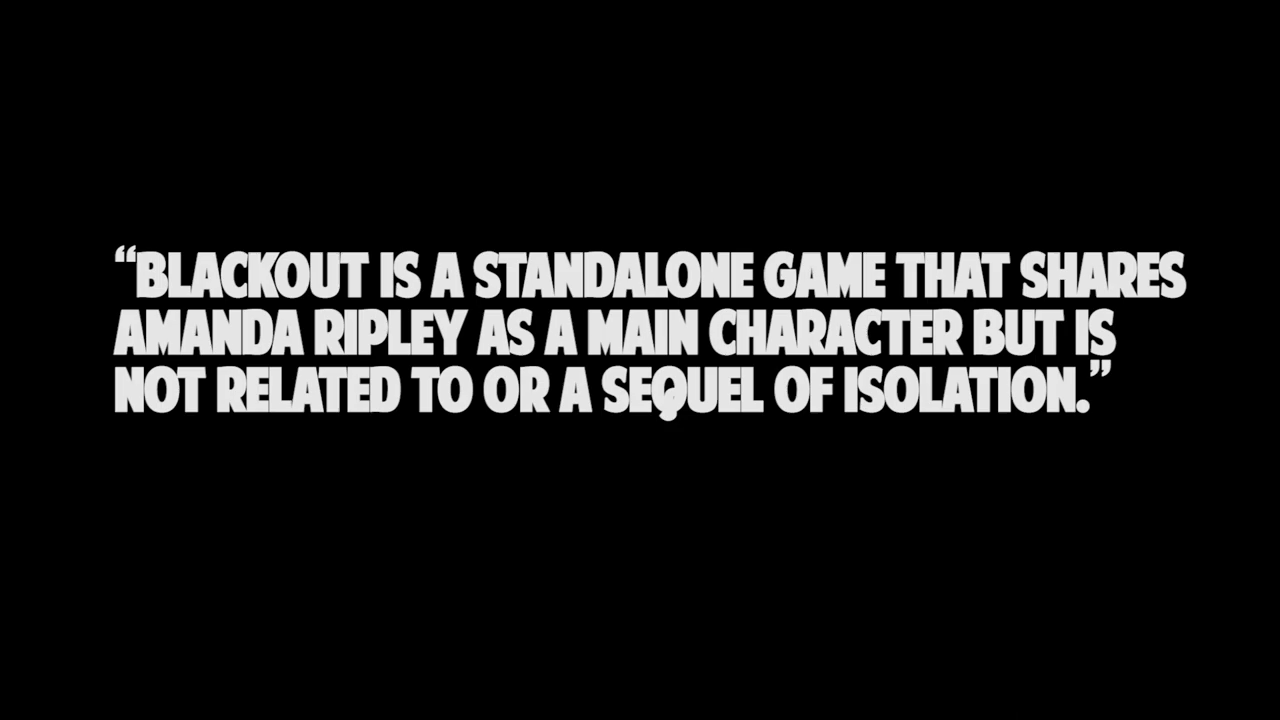 “BLACKOUT IS A STANDALONE GAME THAT SHARES
AMANDA RIPLEY AS A MAIN CHARACTER BUT IS
NOT RELATED TO OR A SEQUEL OF ISOLATION.”